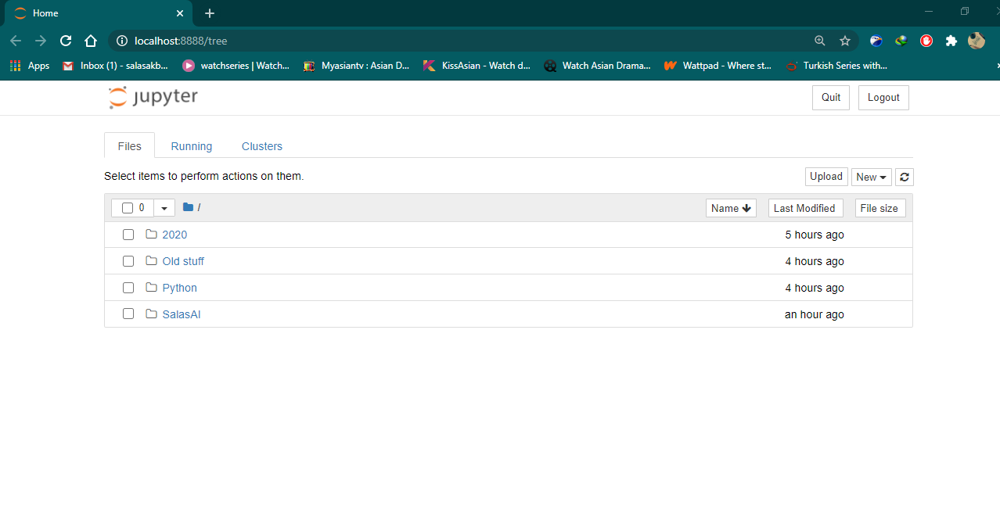 Home
localhost:8888/tree
Apps Inbox (1) - salasakb... watchseries | Watch... Myasiantv : Asian D... KissAsian - Watch d... Watch Asian Drama... Wattpad - Where st... Turkish Series with...
jupyter Quit Logout
Files Running Clusters
Select items to perform actions on them. Upload New
0 / Name Last Modified File size
2020 5 hours ago
Old stuff 4 hours ago
Python 4 hours ago
SalasAI an hour ago